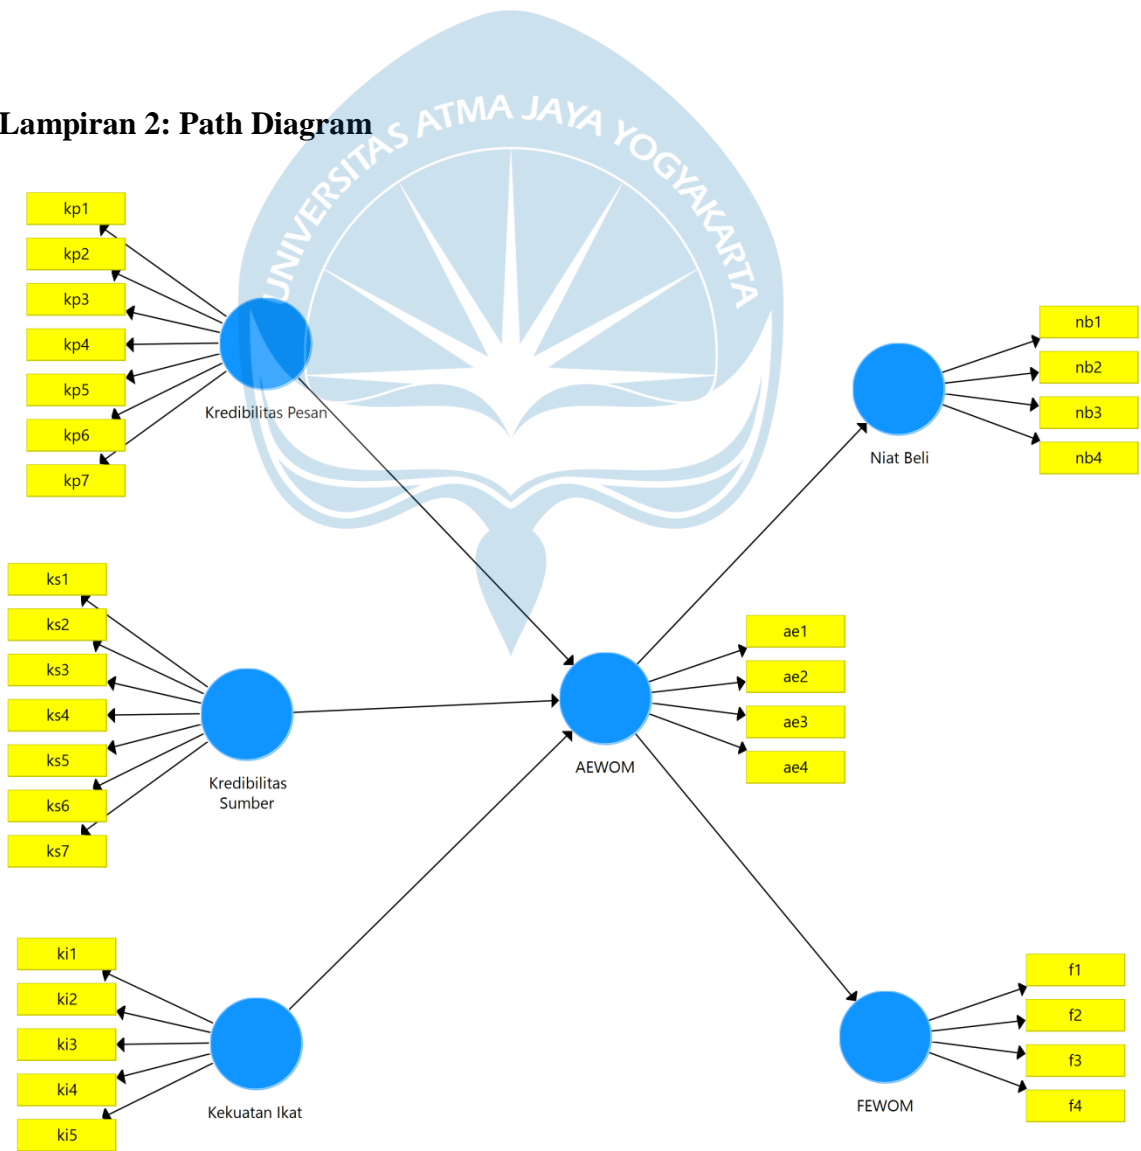 UNIVERSITAS ATMA JAYA YOGYAKARTA
Lampiran 2: Path Diagram
kp1
kp2
kp3
kp4
kp5
kp6
kp7
Kredibilitas Pesan
nb1
nb2
nb3
nb4
Niat Beli
ks1
ks2
ks3
ks4
ks5
ks6
ks7
Kredibilitas
Sumber
ae1
ae2
ae3
ae4
AEWOM
ki1
ki2
ki3
ki4
ki5
Kekuatan Ikat
f1
f2
f3
f4
FEWOM